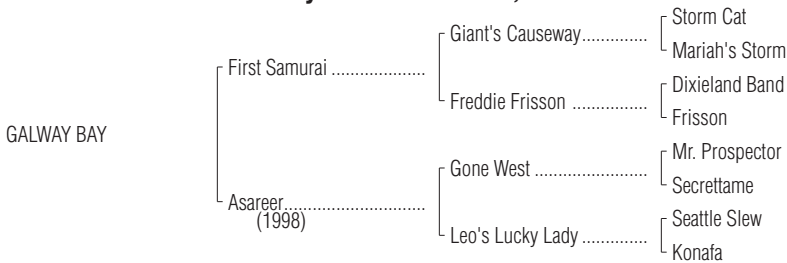 Storm Cat
Giant's Causeway..............
Mariah's Storm
First Samurai ....................
Dixieland Band
Freddie Frisson ................
Frisson
GALWAY BAY
Mr. Prospector
Gone West ........................
Secrettame
Asareer..............................
(1998)
Seattle Slew
Leo's Lucky Lady ..............
Konafa